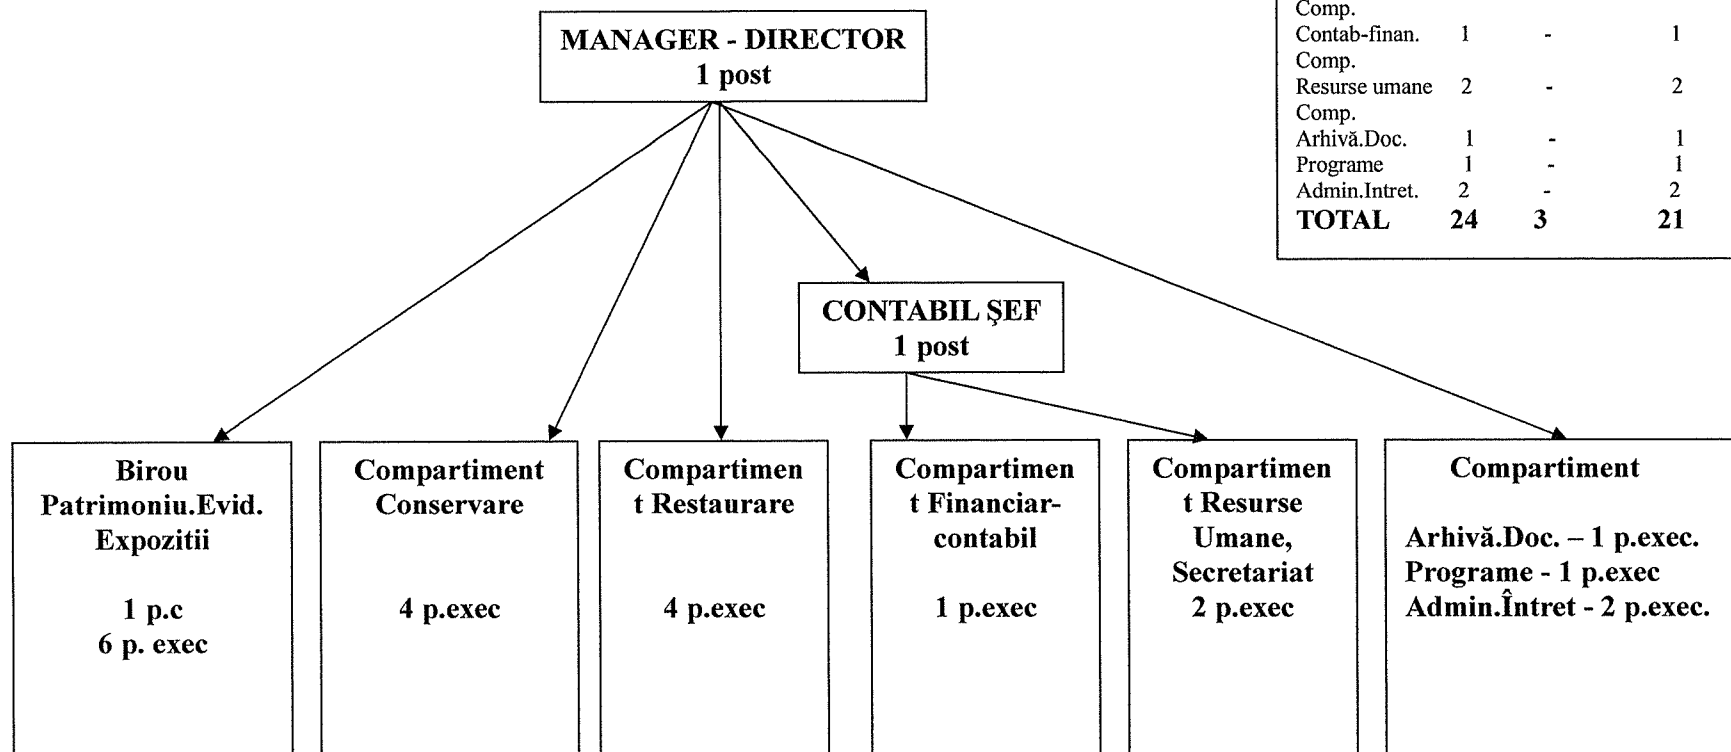 MANAGER - DIRECTOR
1 post
Comp.
Contab-finan. 1 - 1
Comp.
Resurse umane 2 - 2
Comp.
Arhivă.Doc. 1 - 1
Programe 1 - 1
Admin.Intret. 2 - 2
TOTAL 24 3 21
CONTABIL ŞEF
1 post
Birou
Patrimoniu.Evid.
Expozitii
1 p.c
6 p. exec
Compartiment
Conservare
4 p.exec
Compartimen
t Restaurare
4 p.exec
Compartimen
t Financiar-
contabil
1 p.exec
Compartimen
t Resurse
Umane,
Secretariat
2 p.exec
Compartiment
Arhivă.Doc. – 1 p.exec.
Programe - 1 p.exec
Admin.Întret - 2 p.exec.